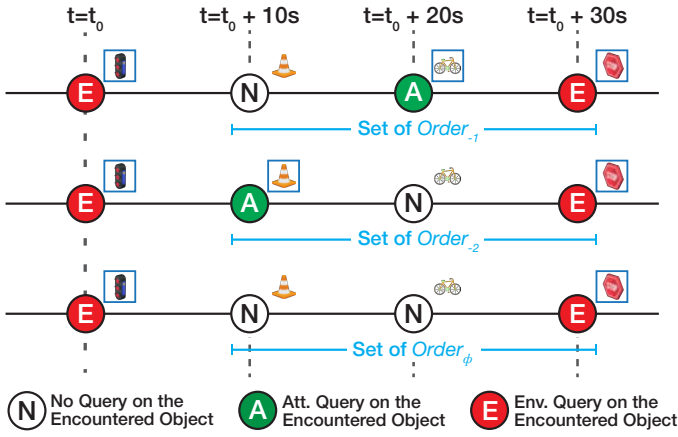 t=t₀ t=t₀ + 10s t=t₀ + 20s t=t₀ + 30s
E N A E
Set of Order₋₁
E A N E
Set of Order₋₂
E N N E
Set of Orderᵩ
N No Query on the Encountered Object
A Att. Query on the Encountered Object
E Env. Query on the Encountered Object